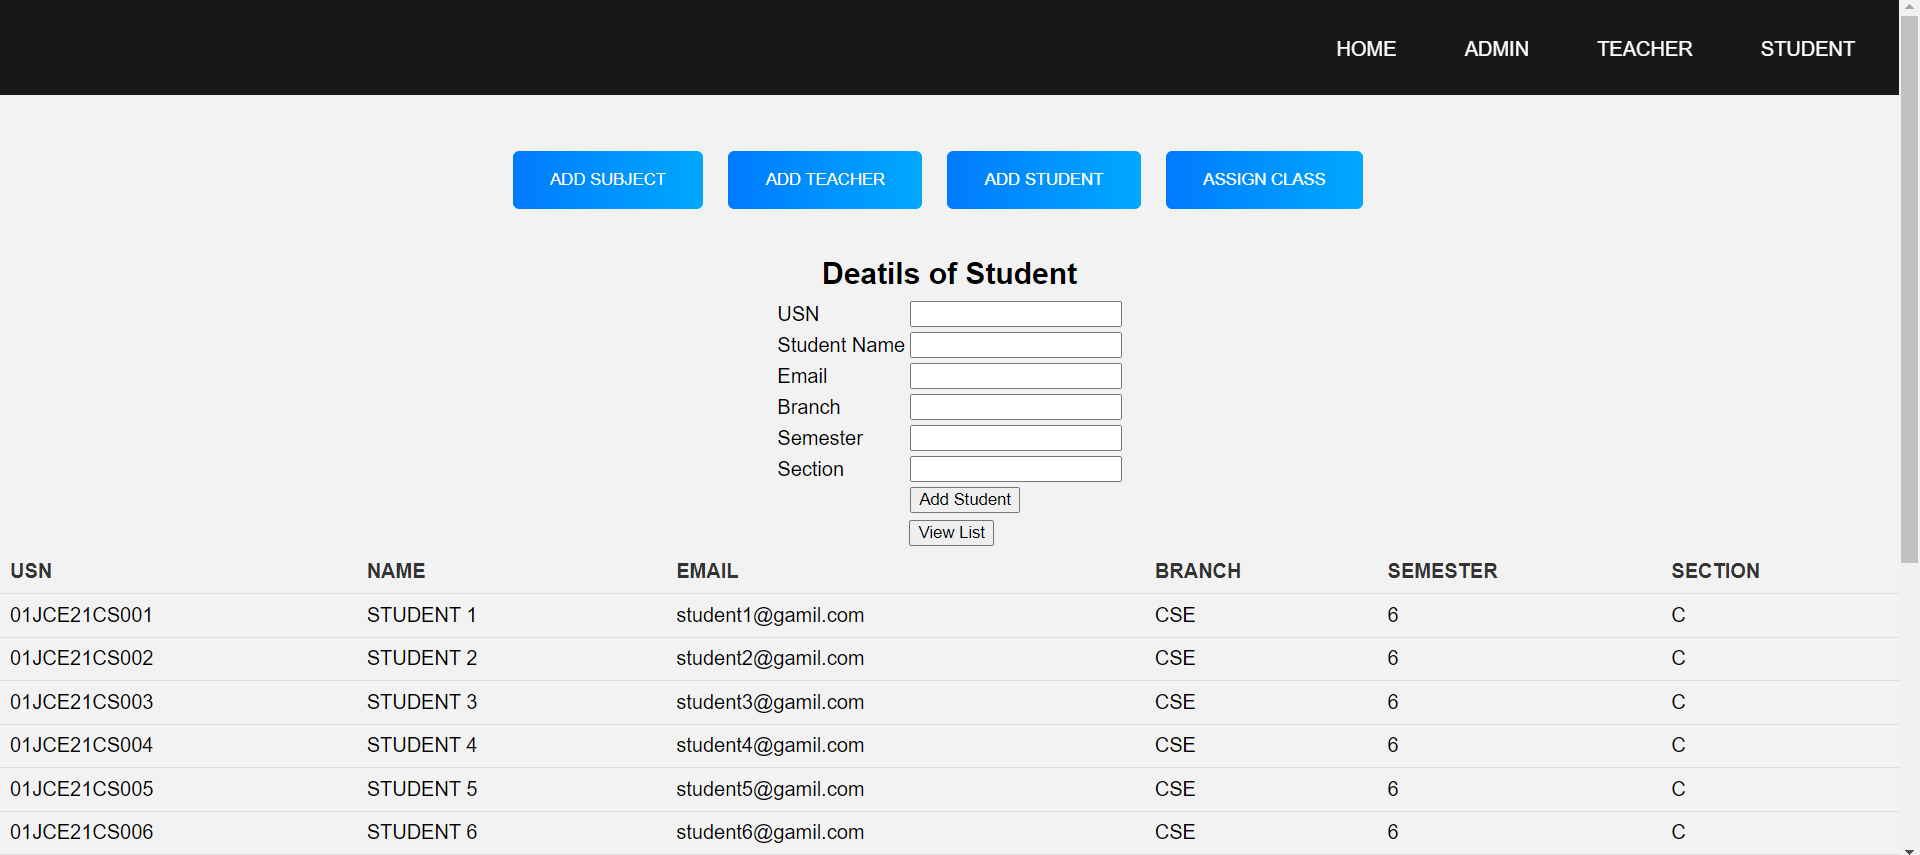 HOME ADMIN TEACHER STUDENT
ADD SUBJECT ADD TEACHER ADD STUDENT ASSIGN CLASS
Deatils of Student
USN
Student Name
Email
Branch
Semester
Section
Add Student
View List
USN NAME EMAIL BRANCH SEMESTER SECTION
01JCE21CS001 STUDENT 1 student1@gamil.com CSE 6 C
01JCE21CS002 STUDENT 2 student2@gamil.com CSE 6 C
01JCE21CS003 STUDENT 3 student3@gamil.com CSE 6 C
01JCE21CS004 STUDENT 4 student4@gamil.com CSE 6 C
01JCE21CS005 STUDENT 5 student5@gamil.com CSE 6 C
01JCE21CS006 STUDENT 6 student6@gamil.com CSE 6 C